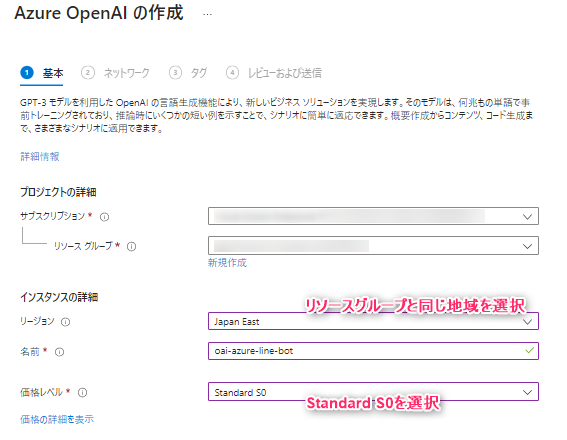 Azure OpenAI の作成 …
1 基本 2 ネットワーク 3 タグ 4 レビューおよび送信
GPT-3 モデルを利用した OpenAI の言語生成機能により、新しいビジネス ソリューションを実現します。そのモデルは、何兆もの単語で事
前トレーニングされており、推論時にいくつかの短い例を示すことで、シナリオに簡単に適応できます。概要作成からコンテンツ、コード生成ま
で、さまざまなシナリオに適用できます。
詳細情報
プロジェクトの詳細
サブスクリプション *
リソース グループ *
新規作成
インスタンスの詳細
リソースグループと同じ地域を選択
リージョン Japan East
名前 * oai-azure-line-bot
価格レベル * Standard S0
Standard S0を選択
価格の詳細を表示